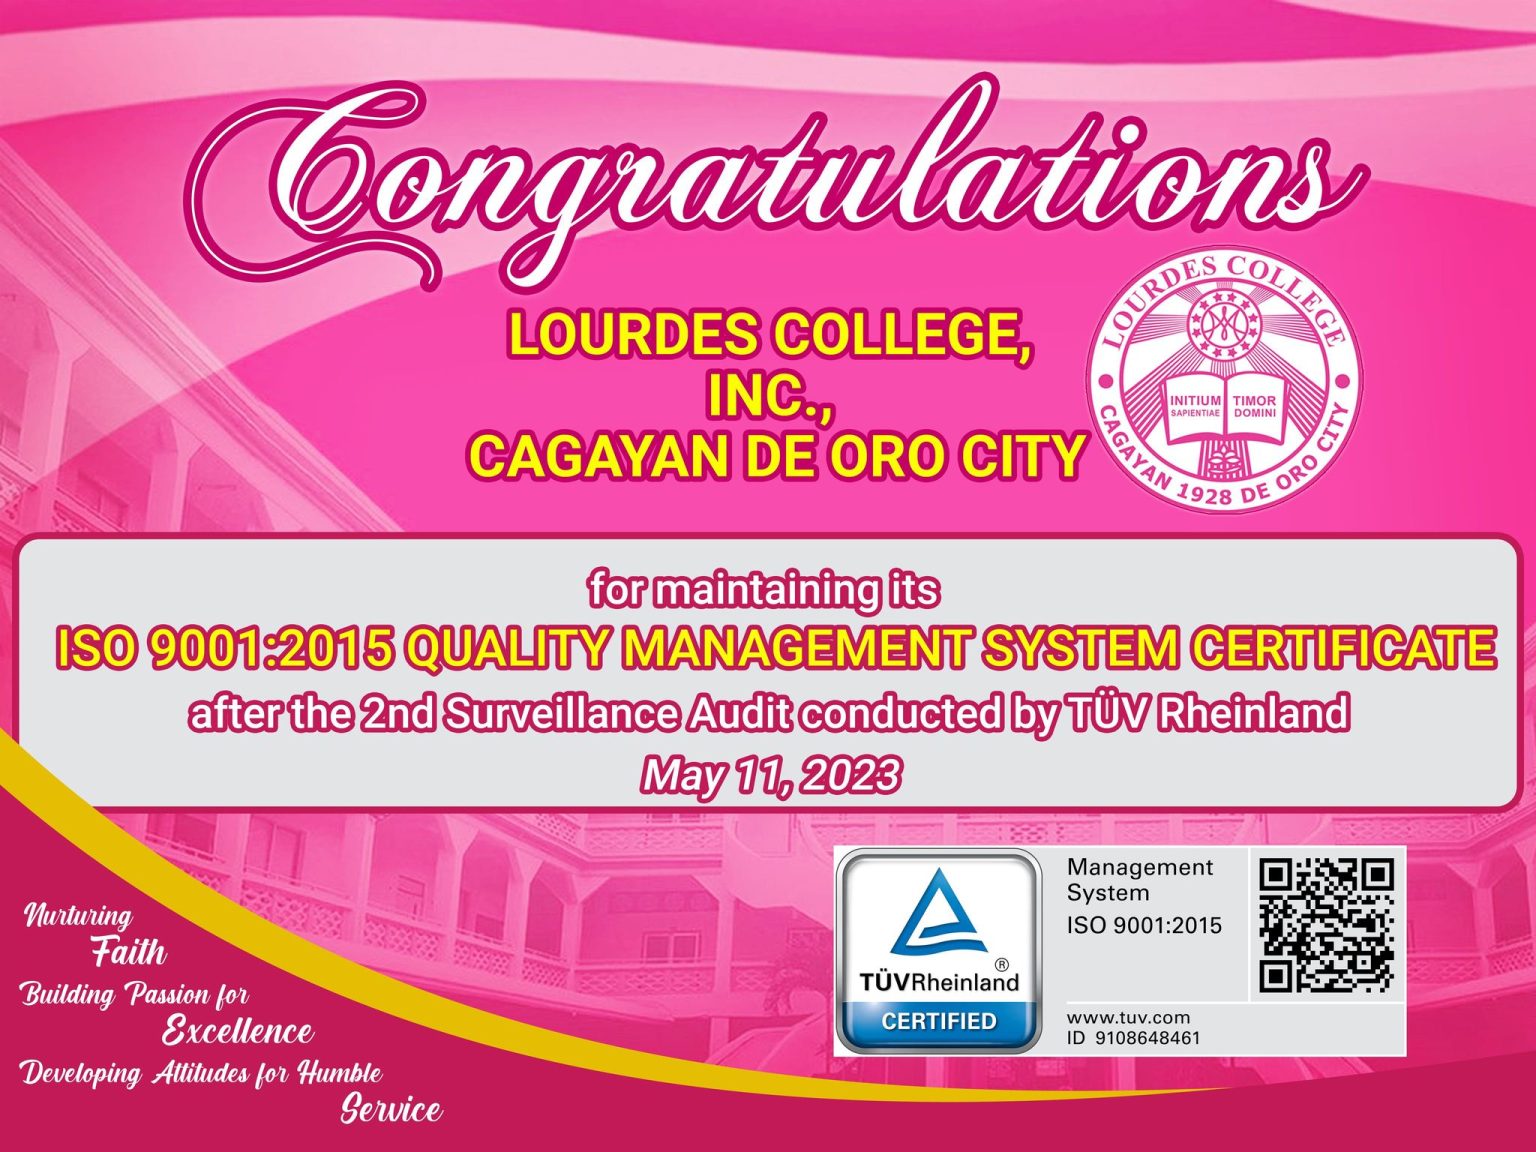 Congratulations
LOURDES COLLEGE,
INC.,
CAGAYAN DE ORO CITY
LOURDES COLLEGE
INITIUM TIMOR
SAPIENTIAE DOMINI
CAGAYAN 1928 DE ORO CITY
for maintaining its
ISO 9001:2015 QUALITY MANAGEMENT SYSTEM CERTIFICATE
after the 2nd Surveillance Audit conducted by TÜV Rheinland
May 11, 2023
Nurturing
Faith
Building Passion for
Excellence
Developing Attitudes for Humble
Service
TÜVRheinland®
CERTIFIED
Management
System
ISO 9001:2015
www.tuv.com
ID 9108648461